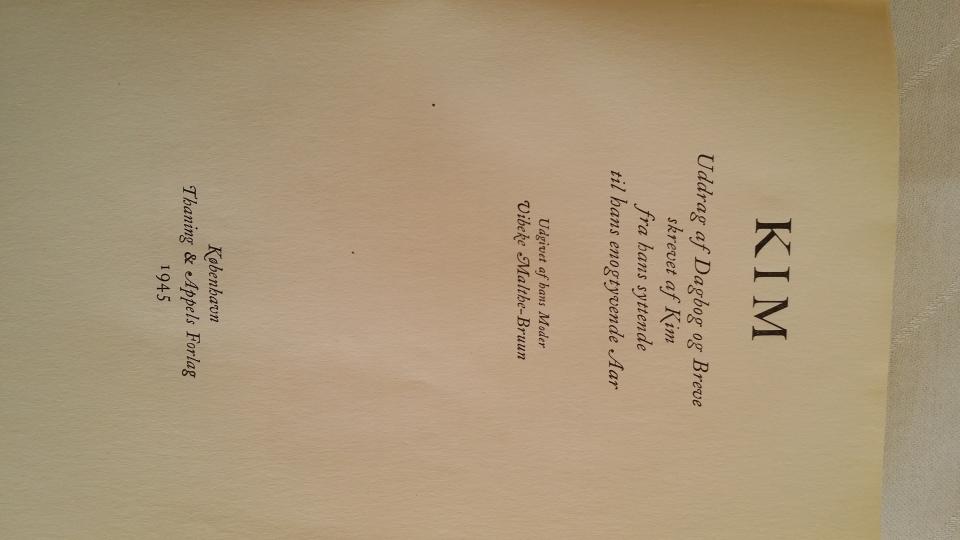 KIM
Uddrag af Dagbog og Breve
skrevet af Kim
fra hans syttende
til hans enogtyvende Aar
Udgivet af hans Moder
Vibeke Malthe-Bruun
København
Thaning & Appels Forlag
1945